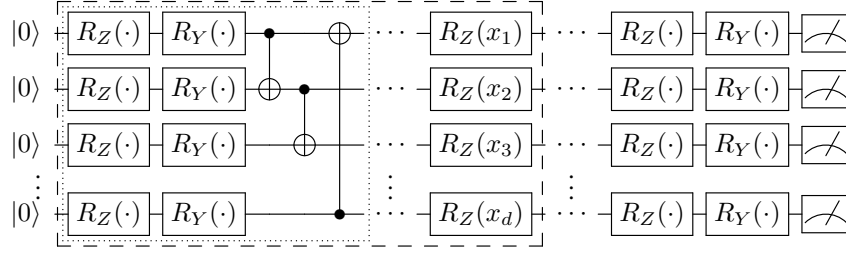 |0⟩ R_Z(·) R_Y(·) ··· R_Z(x_1) ··· R_Z(·) R_Y(·)
|0⟩ R_Z(·) R_Y(·) ··· R_Z(x_2) ··· R_Z(·) R_Y(·)
|0⟩ R_Z(·) R_Y(·) ··· R_Z(x_3) ··· R_Z(·) R_Y(·)
⋮ ⋮ ⋮
|0⟩ R_Z(·) R_Y(·) ··· R_Z(x_d) ··· R_Z(·) R_Y(·)